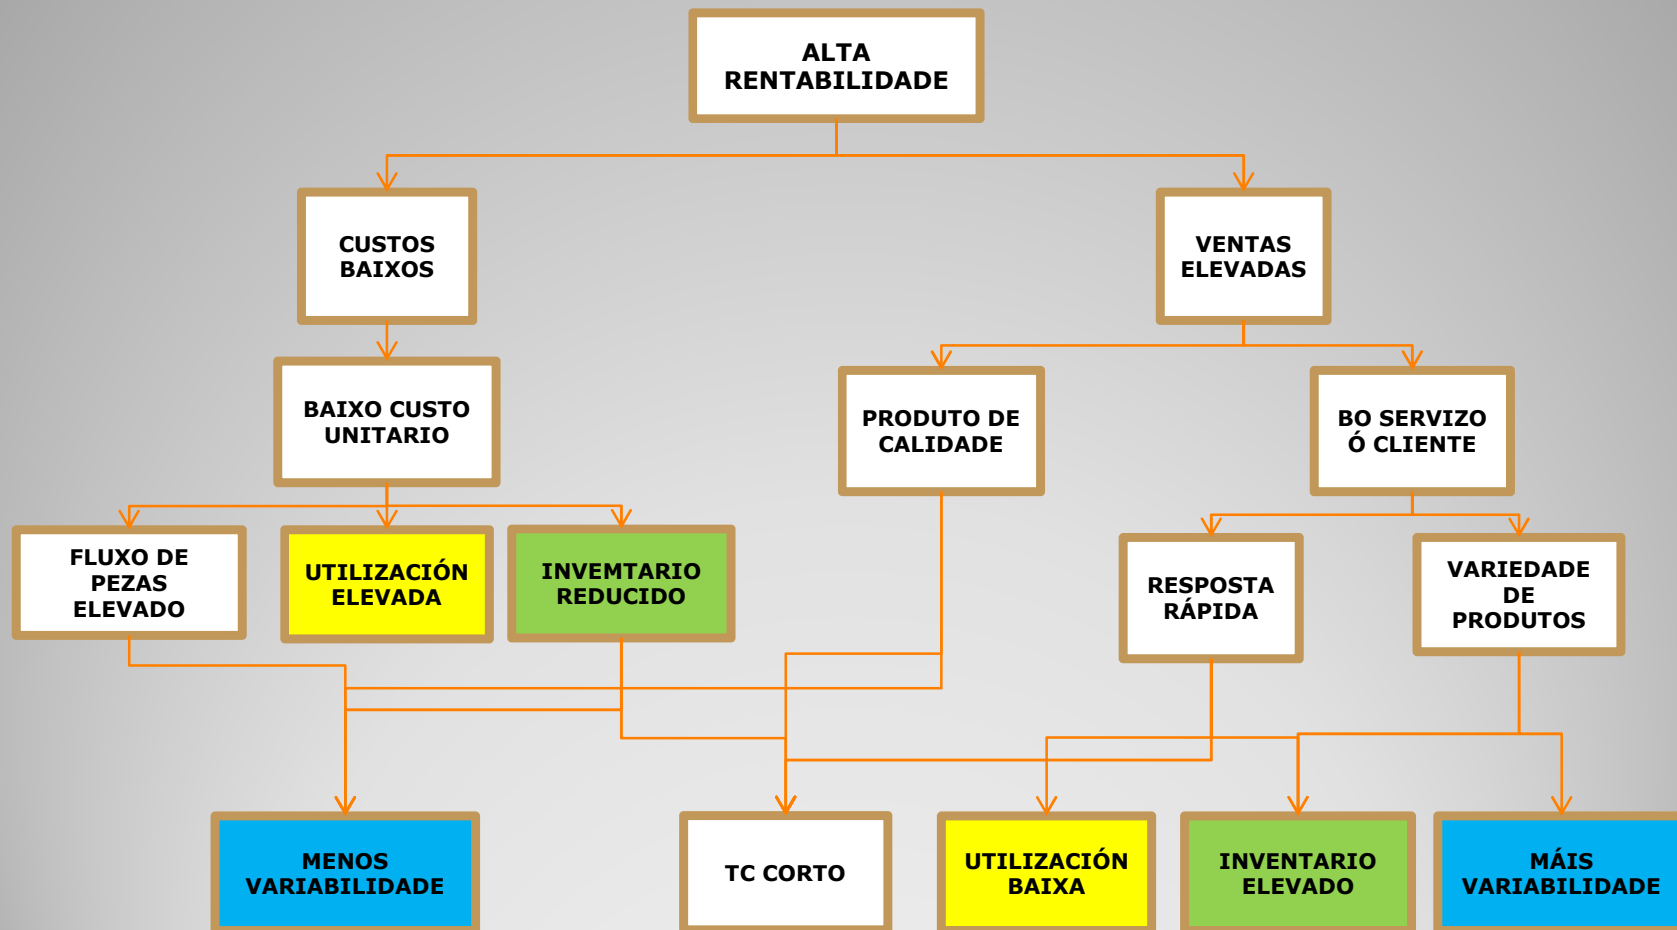 ALTA
RENTABILIDADE
CUSTOS
BAIXOS
VENTAS
ELEVADAS
BAIXO CUSTO
UNITARIO
PRODUTO DE
CALIDADE
BO SERVIZO
Ó CLIENTE
FLUXO DE
PEZAS
ELEVADO
UTILIZACIÓN
ELEVADA
INVEMTARIO
REDUCIDO
RESPOSTA
RÁPIDA
VARIEDADE
DE
PRODUTOS
MENOS
VARIABILIDADE
TC CORTO
UTILIZACIÓN
BAIXA
INVENTARIO
ELEVADO
MÁIS
VARIABILIDADE